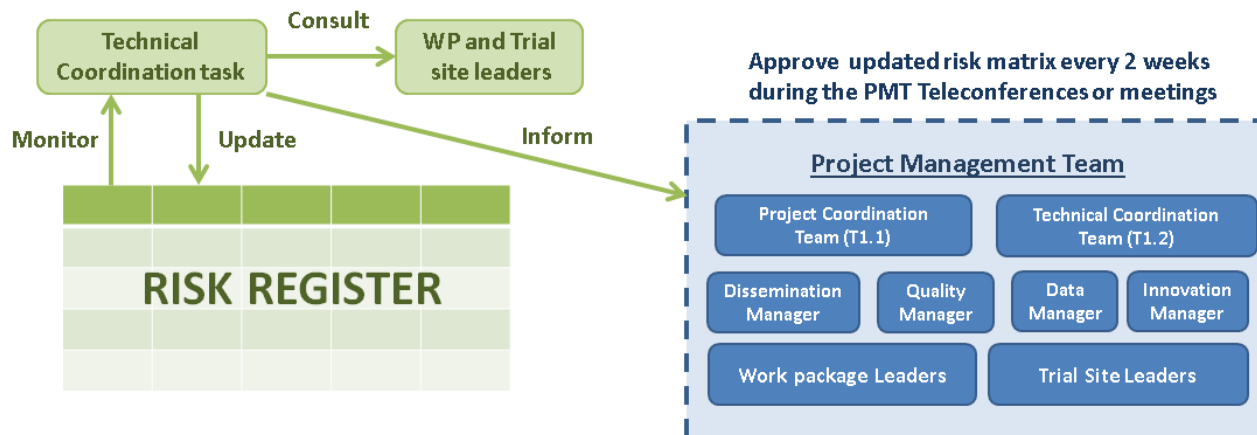 Technical
Coordination task
Consult
WP and Trial
site leaders
Monitor
Update
Inform
RISK REGISTER
Approve updated risk matrix every 2 weeks
during the PMT Teleconferences or meetings
Project Management Team
Project Coordination
Team (T1.1)
Technical Coordination
Team (T1.2)
Dissemination
Manager
Quality
Manager
Data
Manager
Innovation
Manager
Work package Leaders
Trial Site Leaders